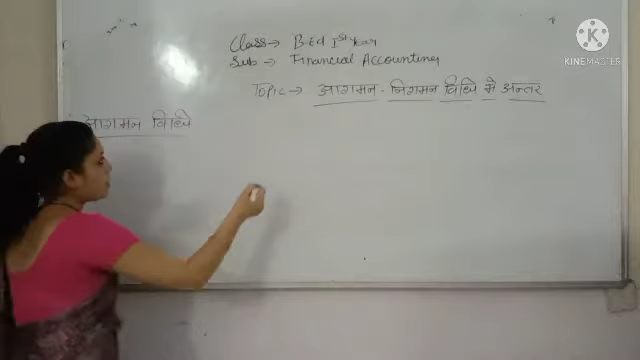 Class → B.Ed Ist year
Sub → Financial Accounting
Topic → आगमन - निगमन विधि में अन्तर
आगमन विधि
KINEMASTER